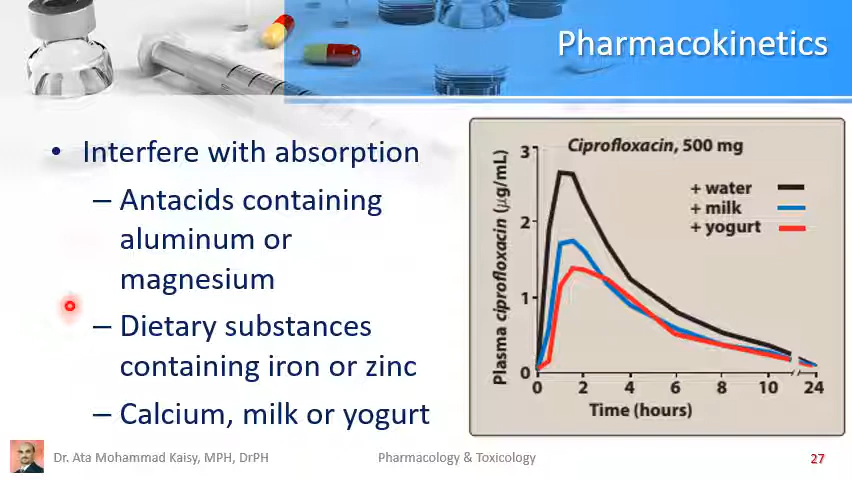 Pharmacokinetics
• Interfere with absorption
– Antacids containing
aluminum or
magnesium
– Dietary substances
containing iron or zinc
– Calcium, milk or yogurt
Ciprofloxacin, 500 mg
+ water
+ milk
+ yogurt
Plasma ciprofloxacin (μg/mL)
3
2
1
0
0 2 4 6 8 10 24
Time (hours)
Dr. Ata Mohammad Kaisy, MPH, DrPH
Pharmacology & Toxicology
27